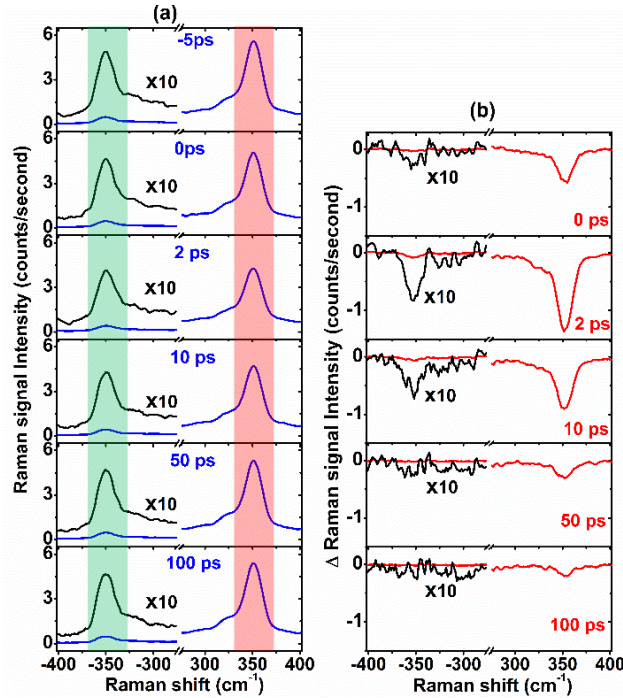 (a)
6
3
0
-5ps
X10
6
3
0
0ps
X10
6
3
0
2 ps
X10
6
3
0
10 ps
X10
6
3
0
50 ps
X10
6
3
0
100 ps
X10
-400 -350 -300 300 350 400
Raman shift (cm-1)
Raman signal Intensity (counts/second)
(b)
0
-1
X10
0 ps
0
-1
X10
2 ps
0
-1
X10
10 ps
0
-1
X10
50 ps
0
-1
X10
100 ps
-400 -350 -300 300 350 400
Raman shift (cm-1)
Δ Raman signal Intensity (counts/second)